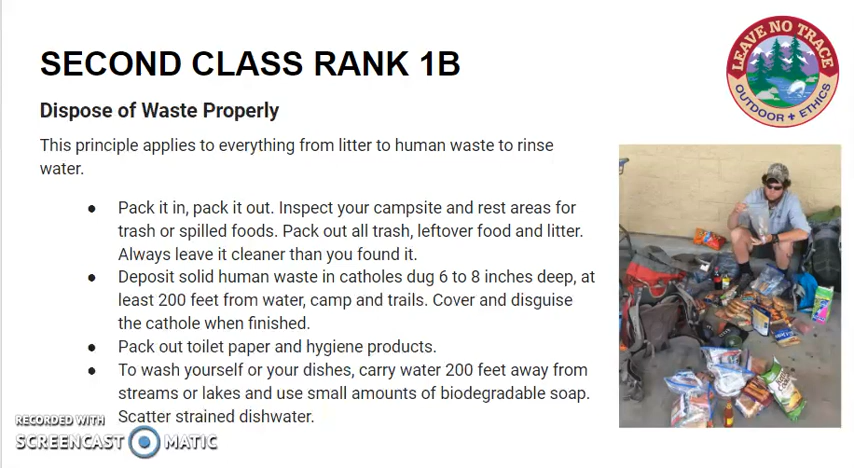 SECOND CLASS RANK 1B
LEAVE NO TRACE
OUTDOOR + ETHICS
Dispose of Waste Properly
This principle applies to everything from litter to human waste to rinse
water.
● Pack it in, pack it out. Inspect your campsite and rest areas for
trash or spilled foods. Pack out all trash, leftover food and litter.
Always leave it cleaner than you found it.
● Deposit solid human waste in catholes dug 6 to 8 inches deep, at
least 200 feet from water, camp and trails. Cover and disguise
the cathole when finished.
● Pack out toilet paper and hygiene products.
● To wash yourself or your dishes, carry water 200 feet away from
streams or lakes and use small amounts of biodegradable soap.
Scatter strained dishwater.
RECORDED WITH
SCREENCAST MATIC